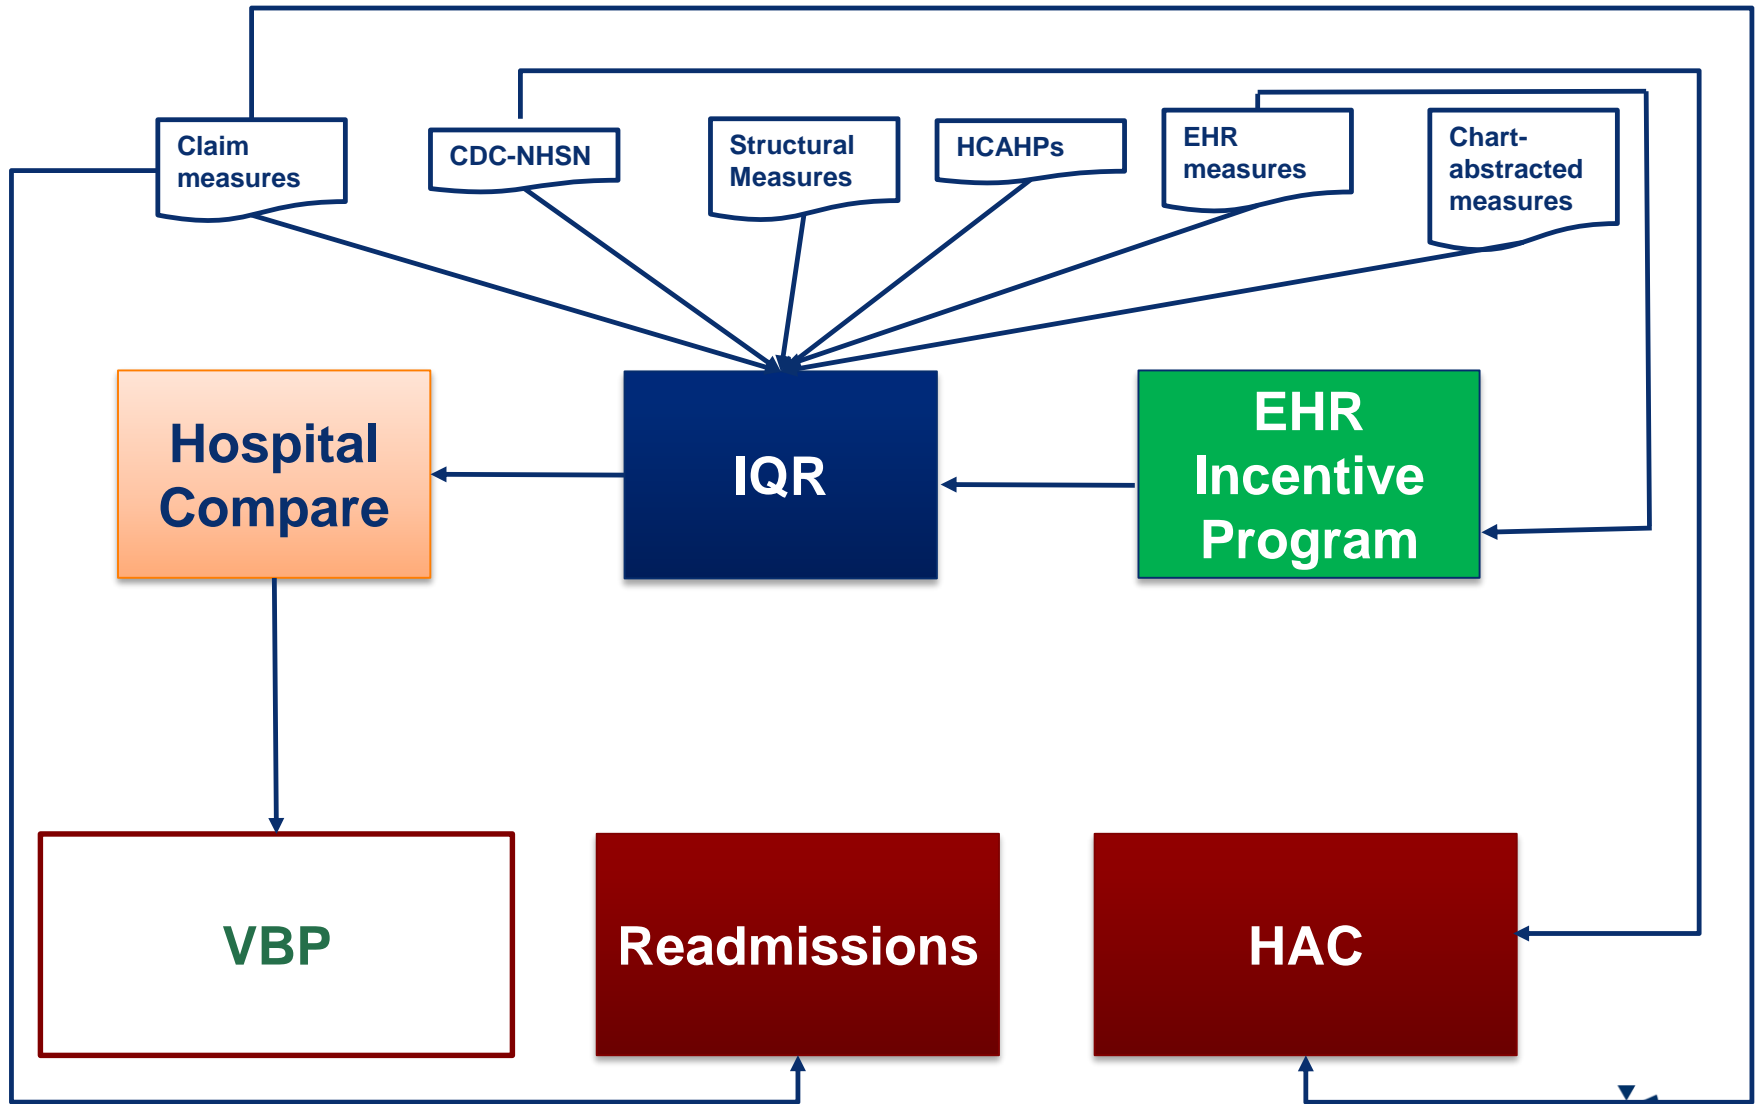 Claim
measures
CDC-NHSN
Structural
Measures
HCAHPs
EHR
measures
Chart-
abstracted
measures
Hospital
Compare
IQR
EHR
Incentive
Program
VBP
Readmissions
HAC